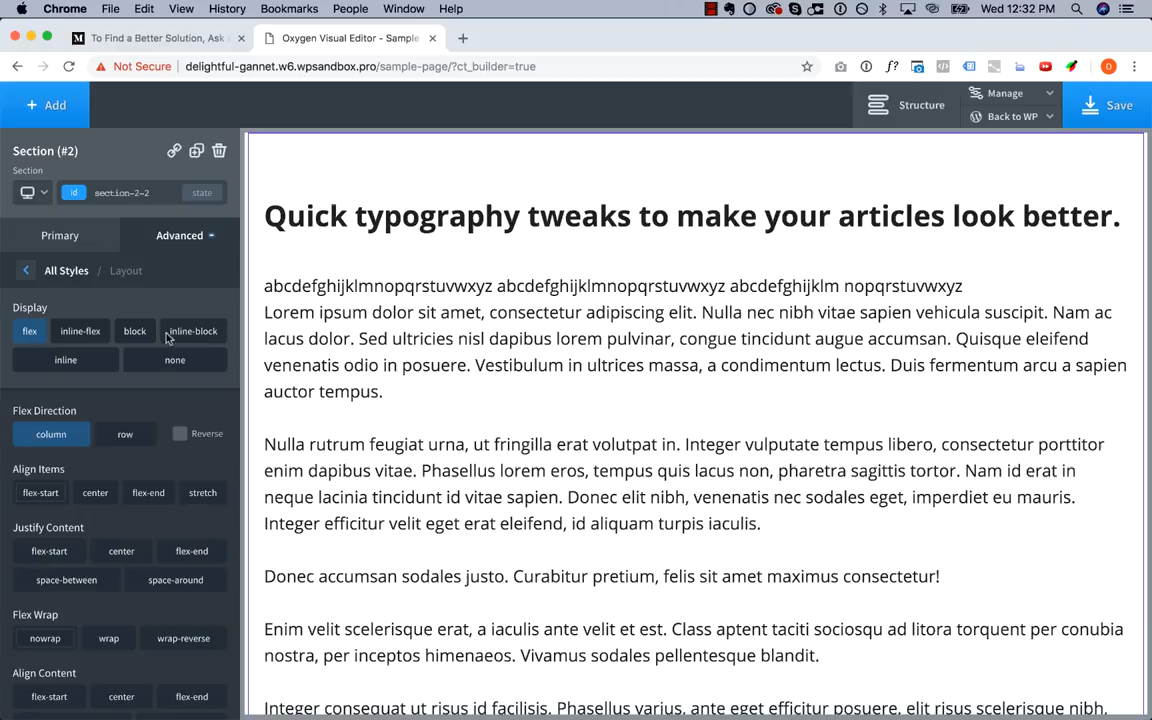 Chrome File Edit View History Bookmarks People Window Help Wed 12:32 PM
To Find a Better Solution, Ask
Oxygen Visual Editor - Sample
Not Secure delightful-gannet.w6.wpsandbox.pro/sample-page/?ct_builder=true
f?
O
+ Add
Structure
Manage
Back to WP
Save
Section (#2)
Section
id section-2-2 state
Primary Advanced
All Styles / Layout
Display
flex inline-flex block inline-block
inline none
Flex Direction
column row Reverse
Align Items
flex-start center flex-end stretch
Justify Content
flex-start center flex-end
space-between space-around
Flex Wrap
nowrap wrap wrap-reverse
Align Content
flex-start center flex-end
Quick typography tweaks to make your articles look better.
abcdefghijklmnopqrstuvwxyz abcdefghijklmnopqrstuvwxyz abcdefghijklm nopqrstuvwxyz
Lorem ipsum dolor sit amet, consectetur adipiscing elit. Nulla nec nibh vitae sapien vehicula suscipit. Nam ac
lacus dolor. Sed ultricies nisl dapibus lorem pulvinar, congue tincidunt augue accumsan. Quisque eleifend
venenatis odio in posuere. Vestibulum in ultrices massa, a condimentum lectus. Duis fermentum arcu a sapien
auctor tempus.
Nulla rutrum feugiat urna, ut fringilla erat volutpat in. Integer vulputate tempus libero, consectetur porttitor
enim dapibus vitae. Phasellus lorem eros, tempus quis lacus non, pharetra sagittis tortor. Nam id erat in
neque lacinia tincidunt id vitae sapien. Donec elit nibh, venenatis nec sodales eget, imperdiet eu mauris.
Integer efficitur velit eget erat eleifend, id aliquam turpis iaculis.
Donec accumsan sodales justo. Curabitur pretium, felis sit amet maximus consectetur!
Enim velit scelerisque erat, a iaculis ante velit et est. Class aptent taciti sociosqu ad litora torquent per conubia
nostra, per inceptos himenaeos. Vivamus sodales pellentesque blandit.
Integer consequat ut risus id facilisis. Phasellus varius, ante eget efficitur posuere, elit risus scelerisque nibh,